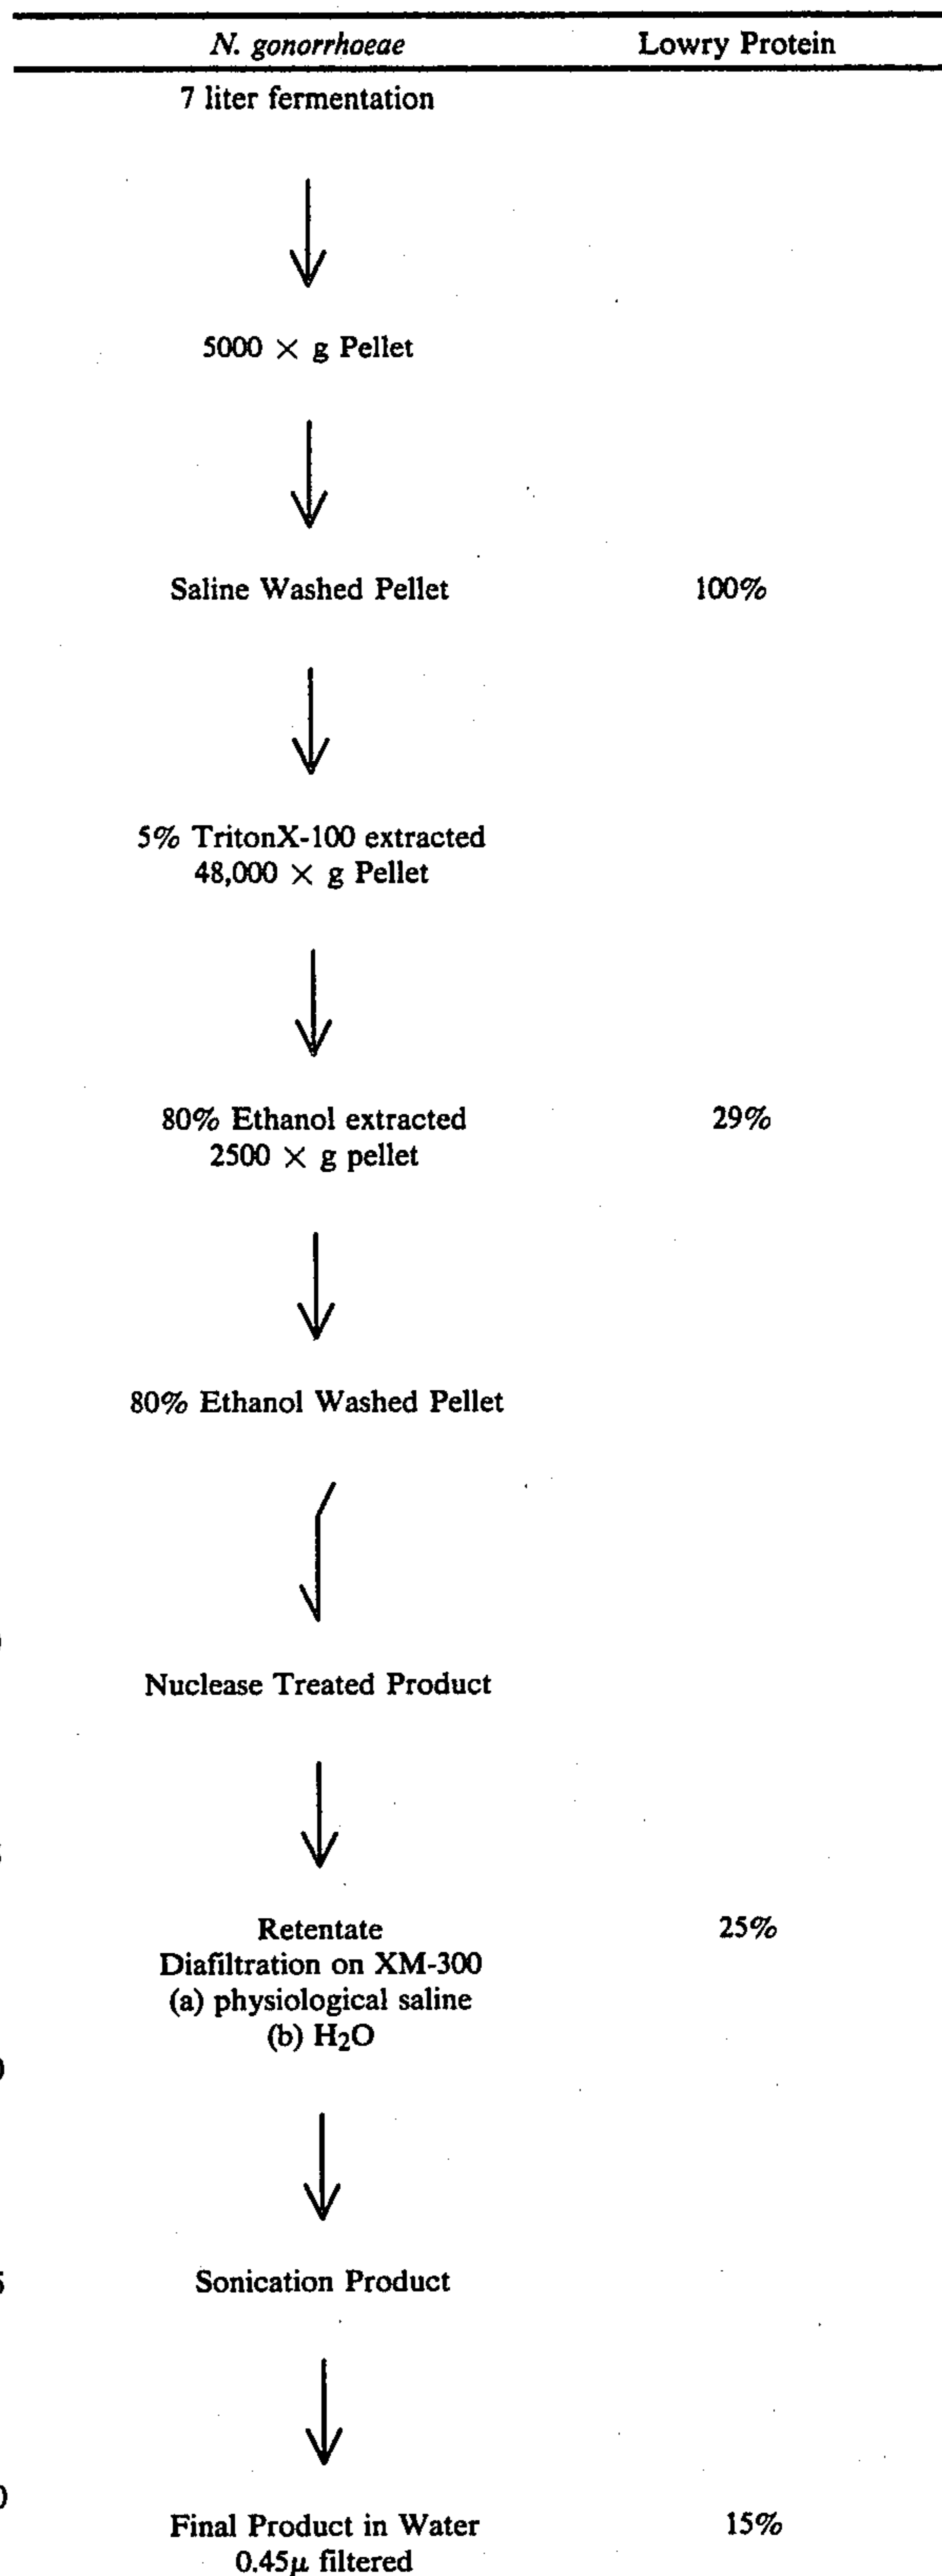 N. gonorrhoeae Lowry Protein
7 liter fermentation
5000 × g Pellet
Saline Washed Pellet 100%
5% TritonX-100 extracted
48,000 × g Pellet
80% Ethanol extracted 29%
2500 × g pellet
80% Ethanol Washed Pellet
Nuclease Treated Product
Retentate 25%
Diafiltration on XM-300
(a) physiological saline
(b) H₂O
Sonication Product
Final Product in Water 15%
0.45µ filtered